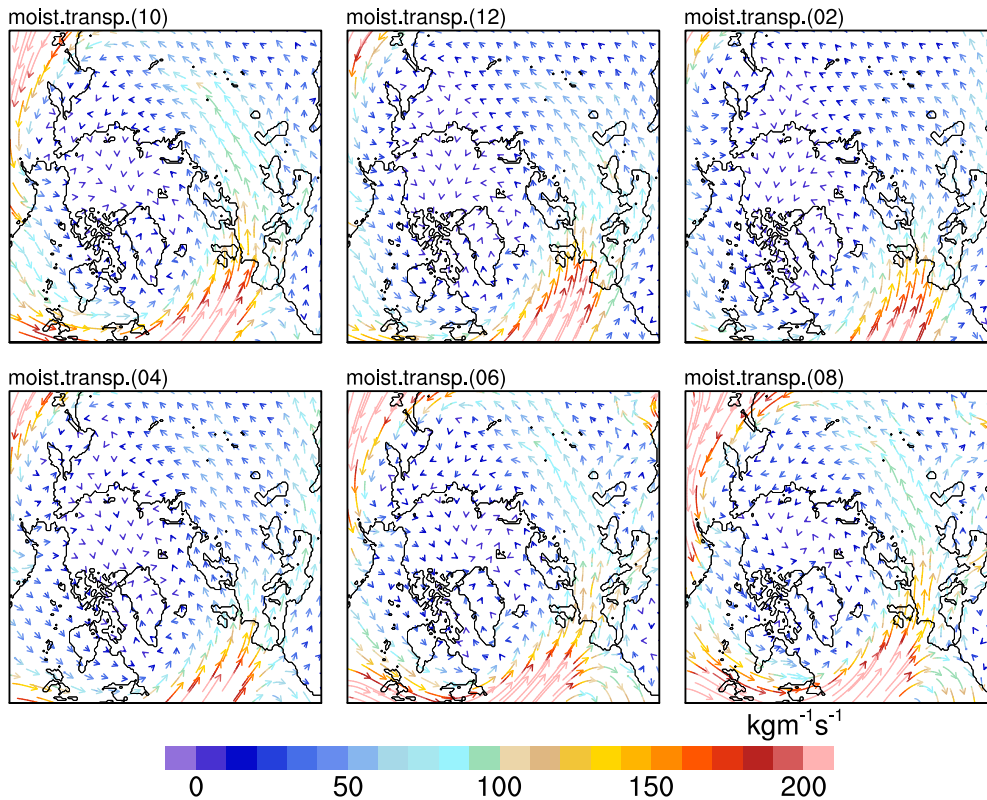 moist.transp.(10)
moist.transp.(12)
moist.transp.(02)
moist.transp.(04)
moist.transp.(06)
moist.transp.(08)
kgm⁻¹s⁻¹
0 50 100 150 200